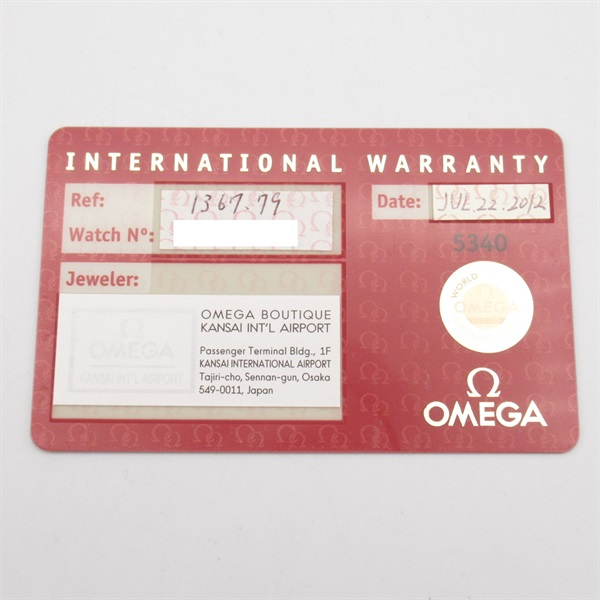 INTERNATIONAL WARRANTY
Ref: 1367.79
Date: JUL.22.2012
Watch Nº:
5340
Jeweler:
WORLD
OMEGA
OMEGA BOUTIQUE
KANSAI INT'L AIRPORT
OMEGA
KANSAI INT'L AIRPORT
Passenger Terminal Bldg., 1F
KANSAI INTERNATIONAL AIRPORT
Tajiri-cho, Sennan-gun, Osaka
549-0011, Japan
Ω
OMEGA